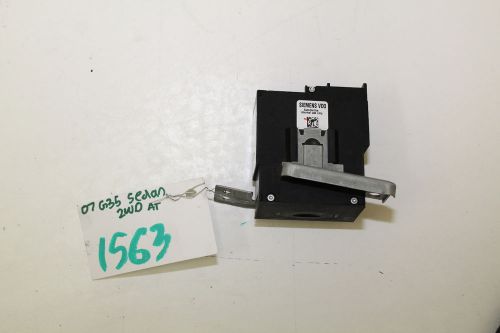 SIEMENS VDO
07 G35 Sedan
2WD AT
1563